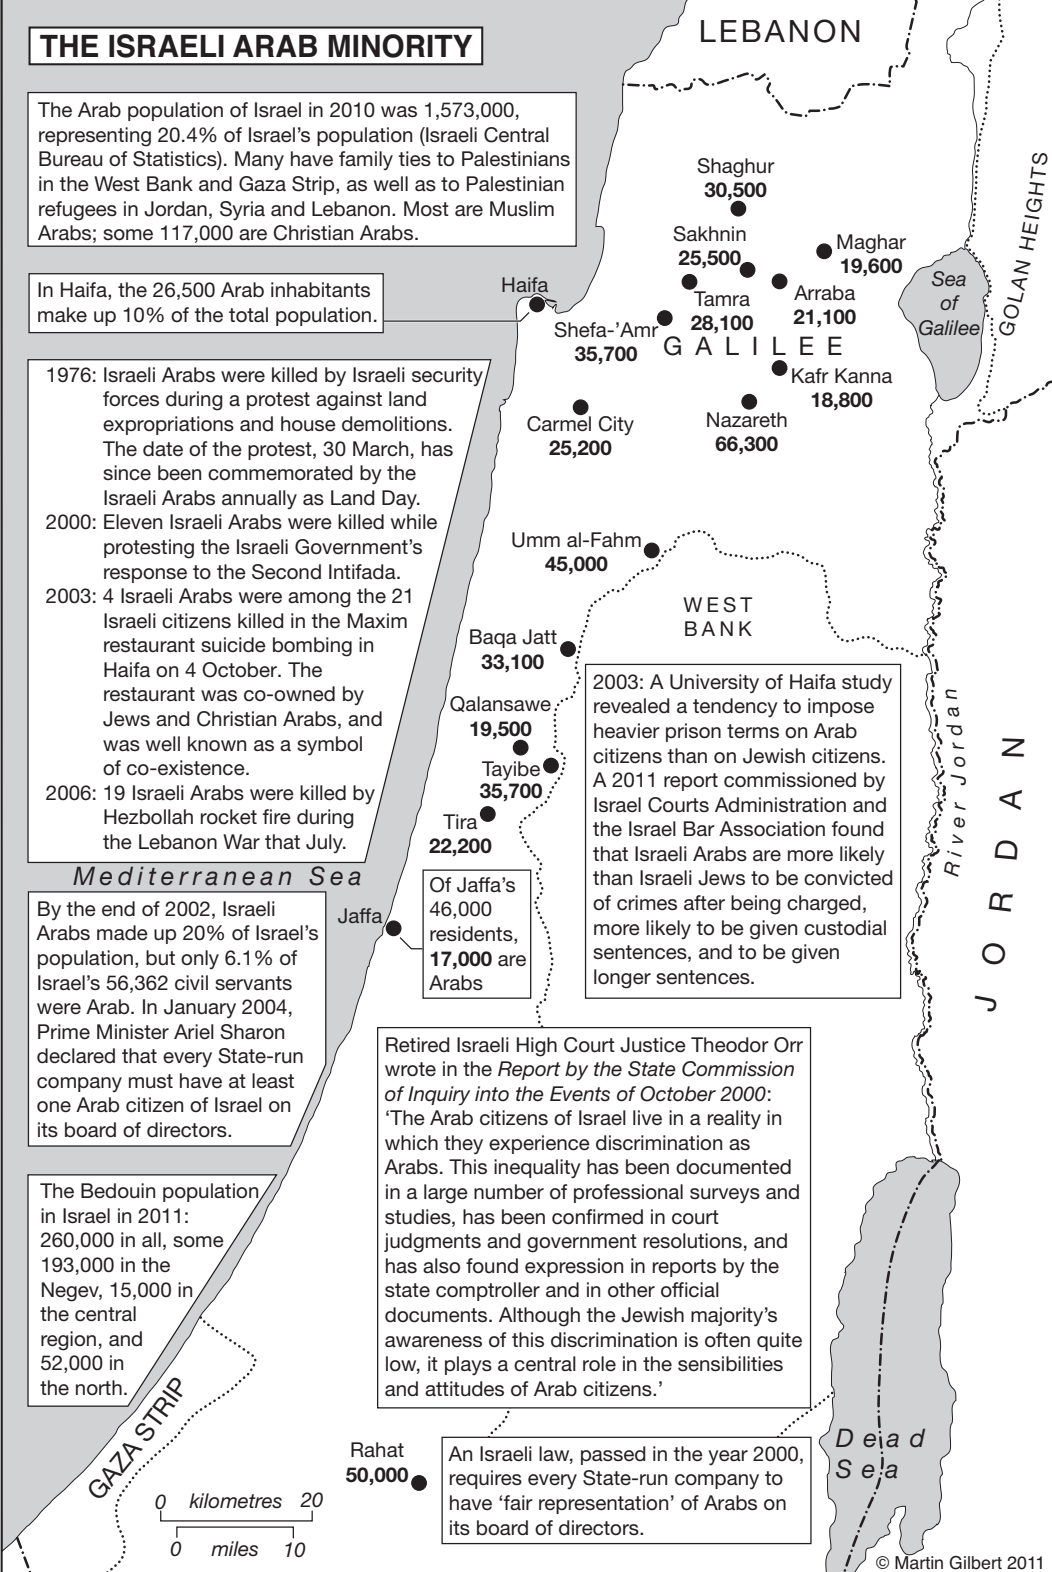 THE ISRAELI ARAB MINORITY
LEBANON
The Arab population of Israel in 2010 was 1,573,000,
representing 20.4% of Israel's population (Israeli Central
Bureau of Statistics). Many have family ties to Palestinians
in the West Bank and Gaza Strip, as well as to Palestinian
refugees in Jordan, Syria and Lebanon. Most are Muslim
Arabs; some 117,000 are Christian Arabs.
Shaghur
30,500
Sakhnin
25,500
Maghar
19,600
Tamra
28,100
Arraba
21,100
Sea
of
Galilee
GOLAN HEIGHTS
In Haifa, the 26,500 Arab inhabitants
make up 10% of the total population.
Haifa
Shefa-'Amr
35,700
GALILEE
Kafr Kanna
18,800
Carmel City
25,200
Nazareth
66,300
1976: Israeli Arabs were killed by Israeli security
forces during a protest against land
expropriations and house demolitions.
The date of the protest, 30 March, has
since been commemorated by the
Israeli Arabs annually as Land Day.
2000: Eleven Israeli Arabs were killed while
protesting the Israeli Government's
response to the Second Intifada.
2003: 4 Israeli Arabs were among the 21
Israeli citizens killed in the Maxim
restaurant suicide bombing in
Haifa on 4 October. The
restaurant was co-owned by
Jews and Christian Arabs, and
was well known as a symbol
of co-existence.
2006: 19 Israeli Arabs were killed by
Hezbollah rocket fire during
the Lebanon War that July.
Umm al-Fahm
45,000
WEST
BANK
Baqa Jatt
33,100
Qalansawe
19,500
Tayibe
35,700
Tira
22,200
2003: A University of Haifa study
revealed a tendency to impose
heavier prison terms on Arab
citizens than on Jewish citizens.
A 2011 report commissioned by
Israel Courts Administration and
the Israel Bar Association found
that Israeli Arabs are more likely
than Israeli Jews to be convicted
of crimes after being charged,
more likely to be given custodial
sentences, and to be given
longer sentences.
River Jordan
JORDAN
Mediterranean Sea
Jaffa
Of Jaffa's
46,000
residents,
17,000 are
Arabs
By the end of 2002, Israeli
Arabs made up 20% of Israel's
population, but only 6.1% of
Israel's 56,362 civil servants
were Arab. In January 2004,
Prime Minister Ariel Sharon
declared that every State-run
company must have at least
one Arab citizen of Israel on
its board of directors.
Retired Israeli High Court Justice Theodor Orr
wrote in the Report by the State Commission
of Inquiry into the Events of October 2000:
'The Arab citizens of Israel live in a reality in
which they experience discrimination as
Arabs. This inequality has been documented
in a large number of professional surveys and
studies, has been confirmed in court
judgments and government resolutions, and
has also found expression in reports by the
state comptroller and in other official
documents. Although the Jewish majority's
awareness of this discrimination is often quite
low, it plays a central role in the sensibilities
and attitudes of Arab citizens.'
The Bedouin population
in Israel in 2011:
260,000 in all, some
193,000 in the
Negev, 15,000 in
the central
region, and
52,000 in
the north.
GAZA STRIP
Rahat
50,000
An Israeli law, passed in the year 2000,
requires every State-run company to
have 'fair representation' of Arabs on
its board of directors.
Dead
Sea
0 kilometres 20
0 miles 10
© Martin Gilbert 2011